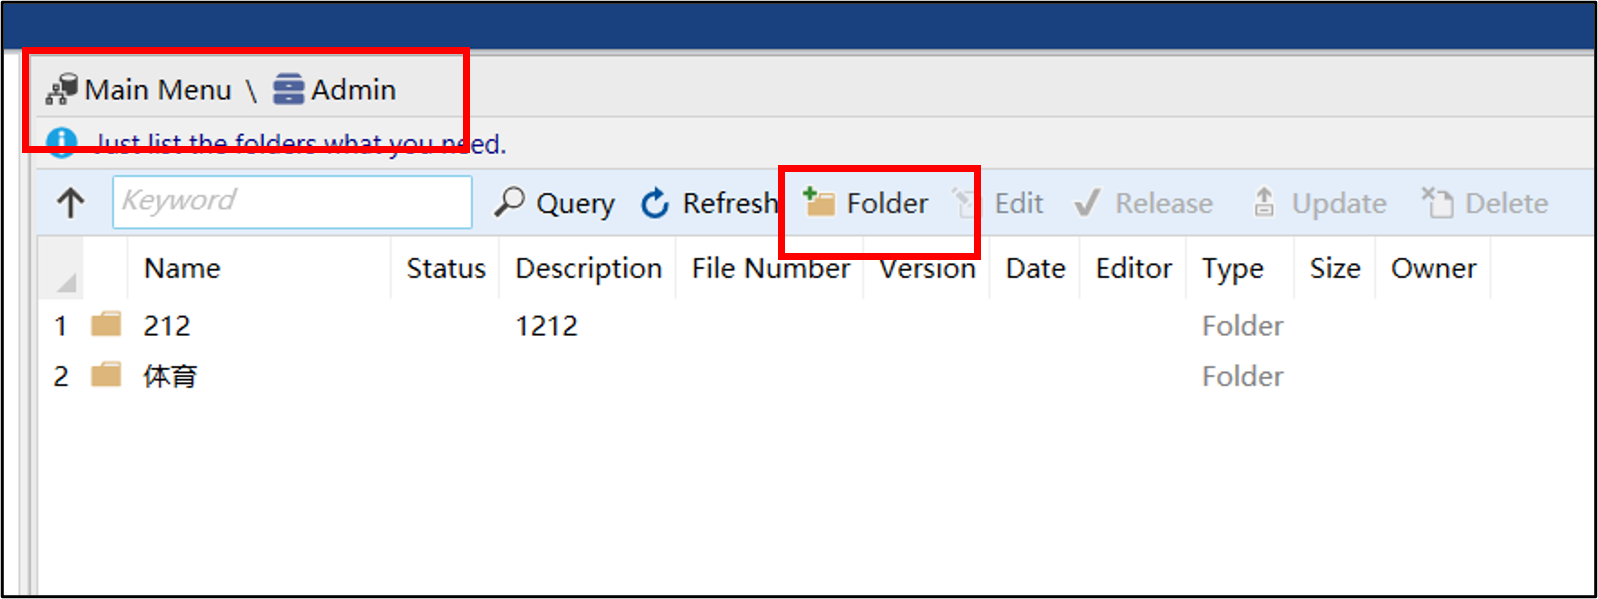 Main Menu \ Admin
Just list the folders what you need.
Keyword Query Refresh Folder Edit Release Update Delete
Name Status Description File Number Version Date Editor Type Size Owner
1 212 1212 Folder
2 体育 Folder